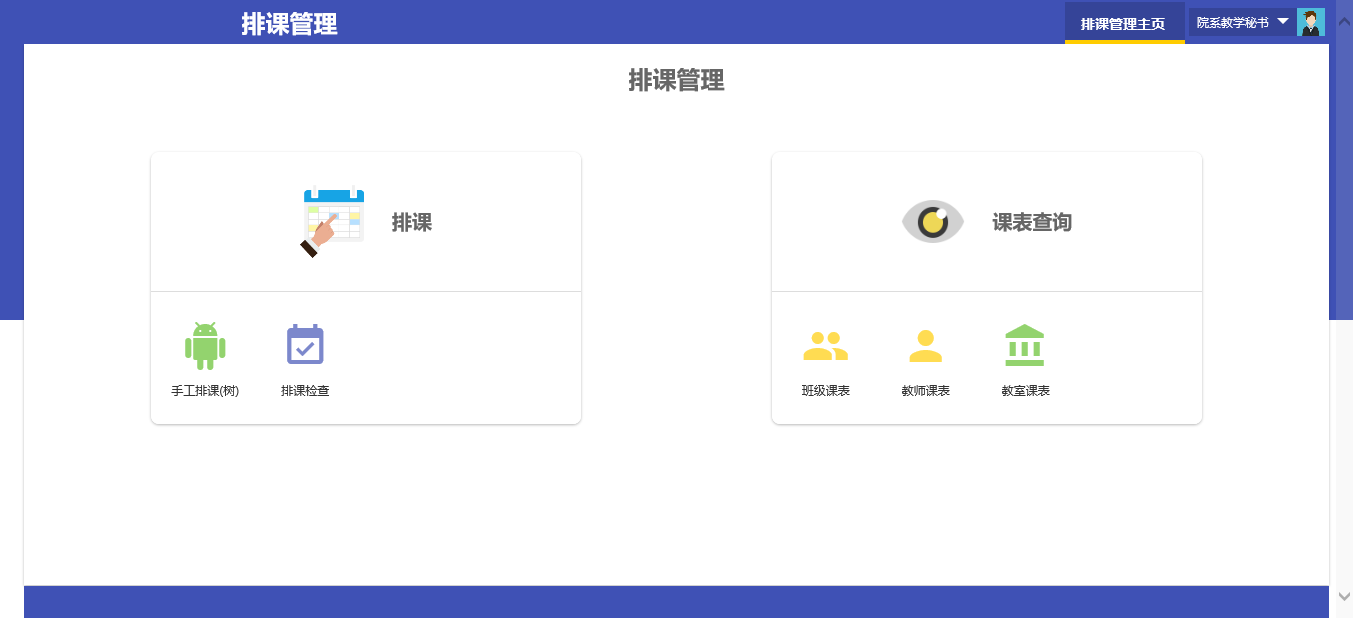 排课管理
排课管理主页
院系教学秘书
排课管理
排课
课表查询
手工排课(树)
排课检查
班级课表
教师课表
教室课表